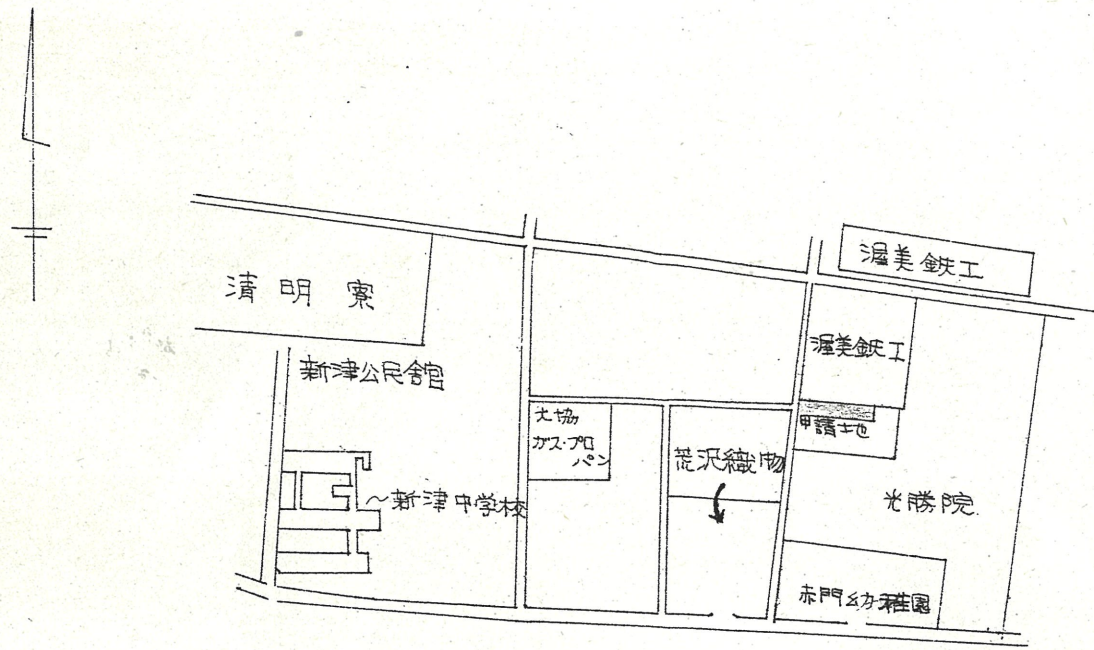 渥美鉄工
清明寮
渥美鉄工
新津公民館
大協
ガス・プロ
パン
申請地
荒沢織物
~新津中学校
光勝院
赤門幼稚園